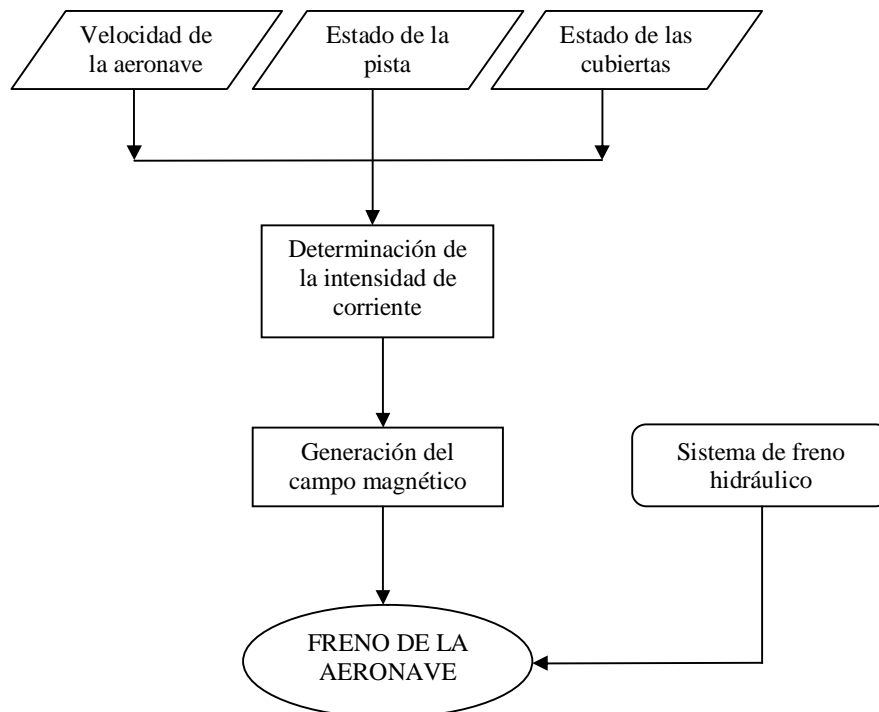 Velocidad de
la aeronave
Estado de la
pista
Estado de las
cubiertas
Determinación de
la intensidad de
corriente
Generación del
campo magnético
Sistema de freno
hidráulico
FRENO DE LA
AERONAVE